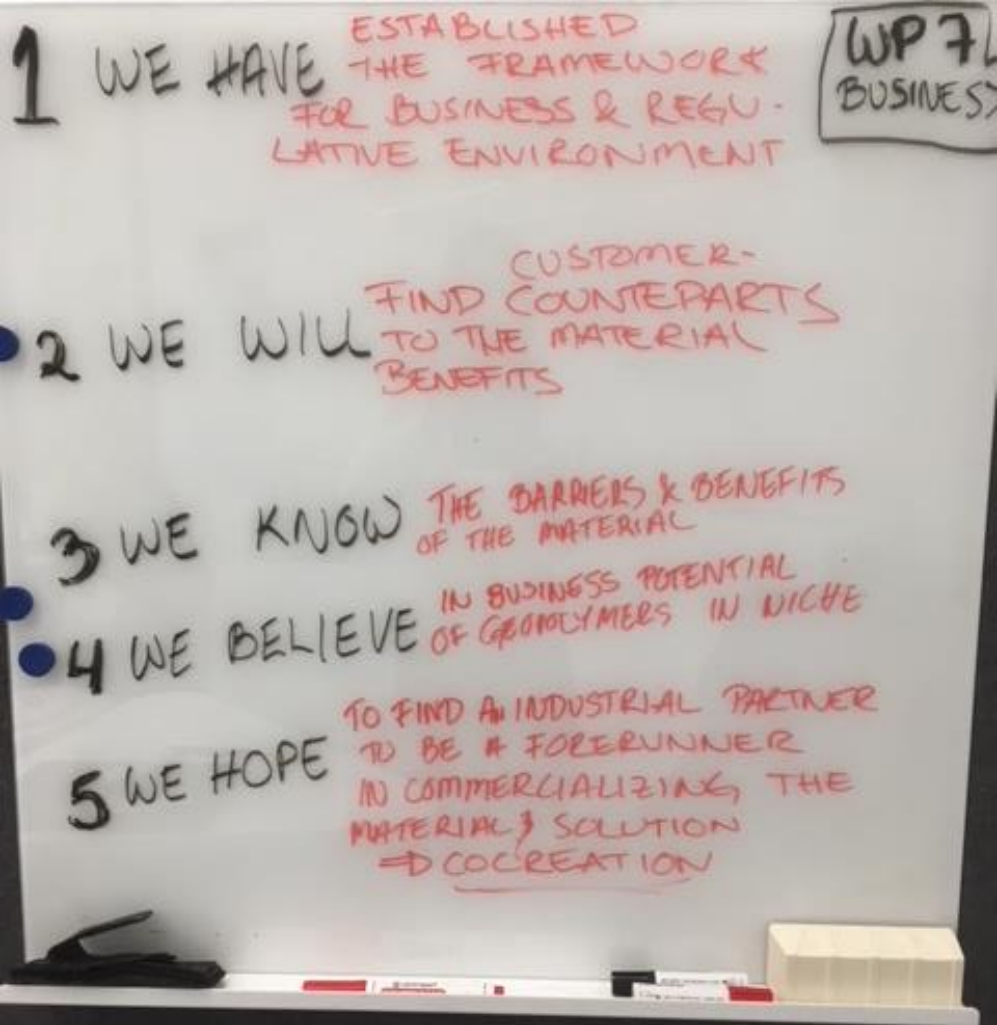 1 WE HAVE ESTABLISHED
THE FRAMEWORK
FOR BUSINESS & REGU-
LATIVE ENVIRONMENT
WP 7
BUSINESS
2 WE WILL
CUSTOMER-
FIND COUNTERPARTS
TO THE MATERIAL
BENEFITS
3 WE KNOW THE BARRIERS & BENEFITS
OF THE MATERIAL
4 WE BELIEVE IN BUSINESS POTENTIAL
OF GEOPOLYMERS IN NICHE
5 WE HOPE TO FIND AN INDUSTRIAL PARTNER
TO BE A FORERUNNER
IN COMMERCIALIZING THE
MATERIAL & SOLUTION
⇒ COCREATION